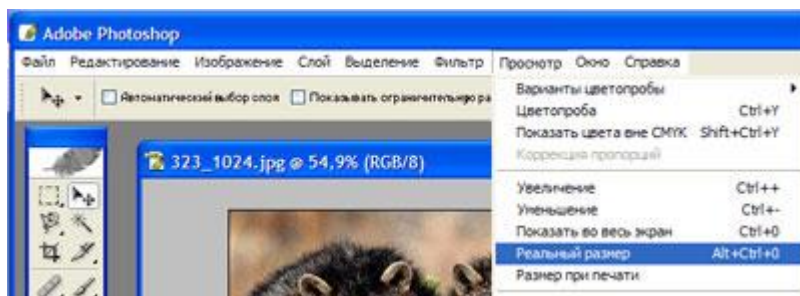 Adobe Photoshop
Файл Редактирование Изображение Слой Выделение Фильтр Просмотр Окно Справка
Автоматический выбор слоя Показывать ограничительную ра
Варианты цветопробы
Цветопроба Ctrl+Y
Показать цвета вне CMYK Shift+Ctrl+Y
Коррекция пропорций
323_1024.jpg @ 54,9% (RGB/8)
Увеличение Ctrl++
Уменьшение Ctrl+-
Показать во весь экран Ctrl+0
Реальный размер Alt+Ctrl+0
Размер при печати